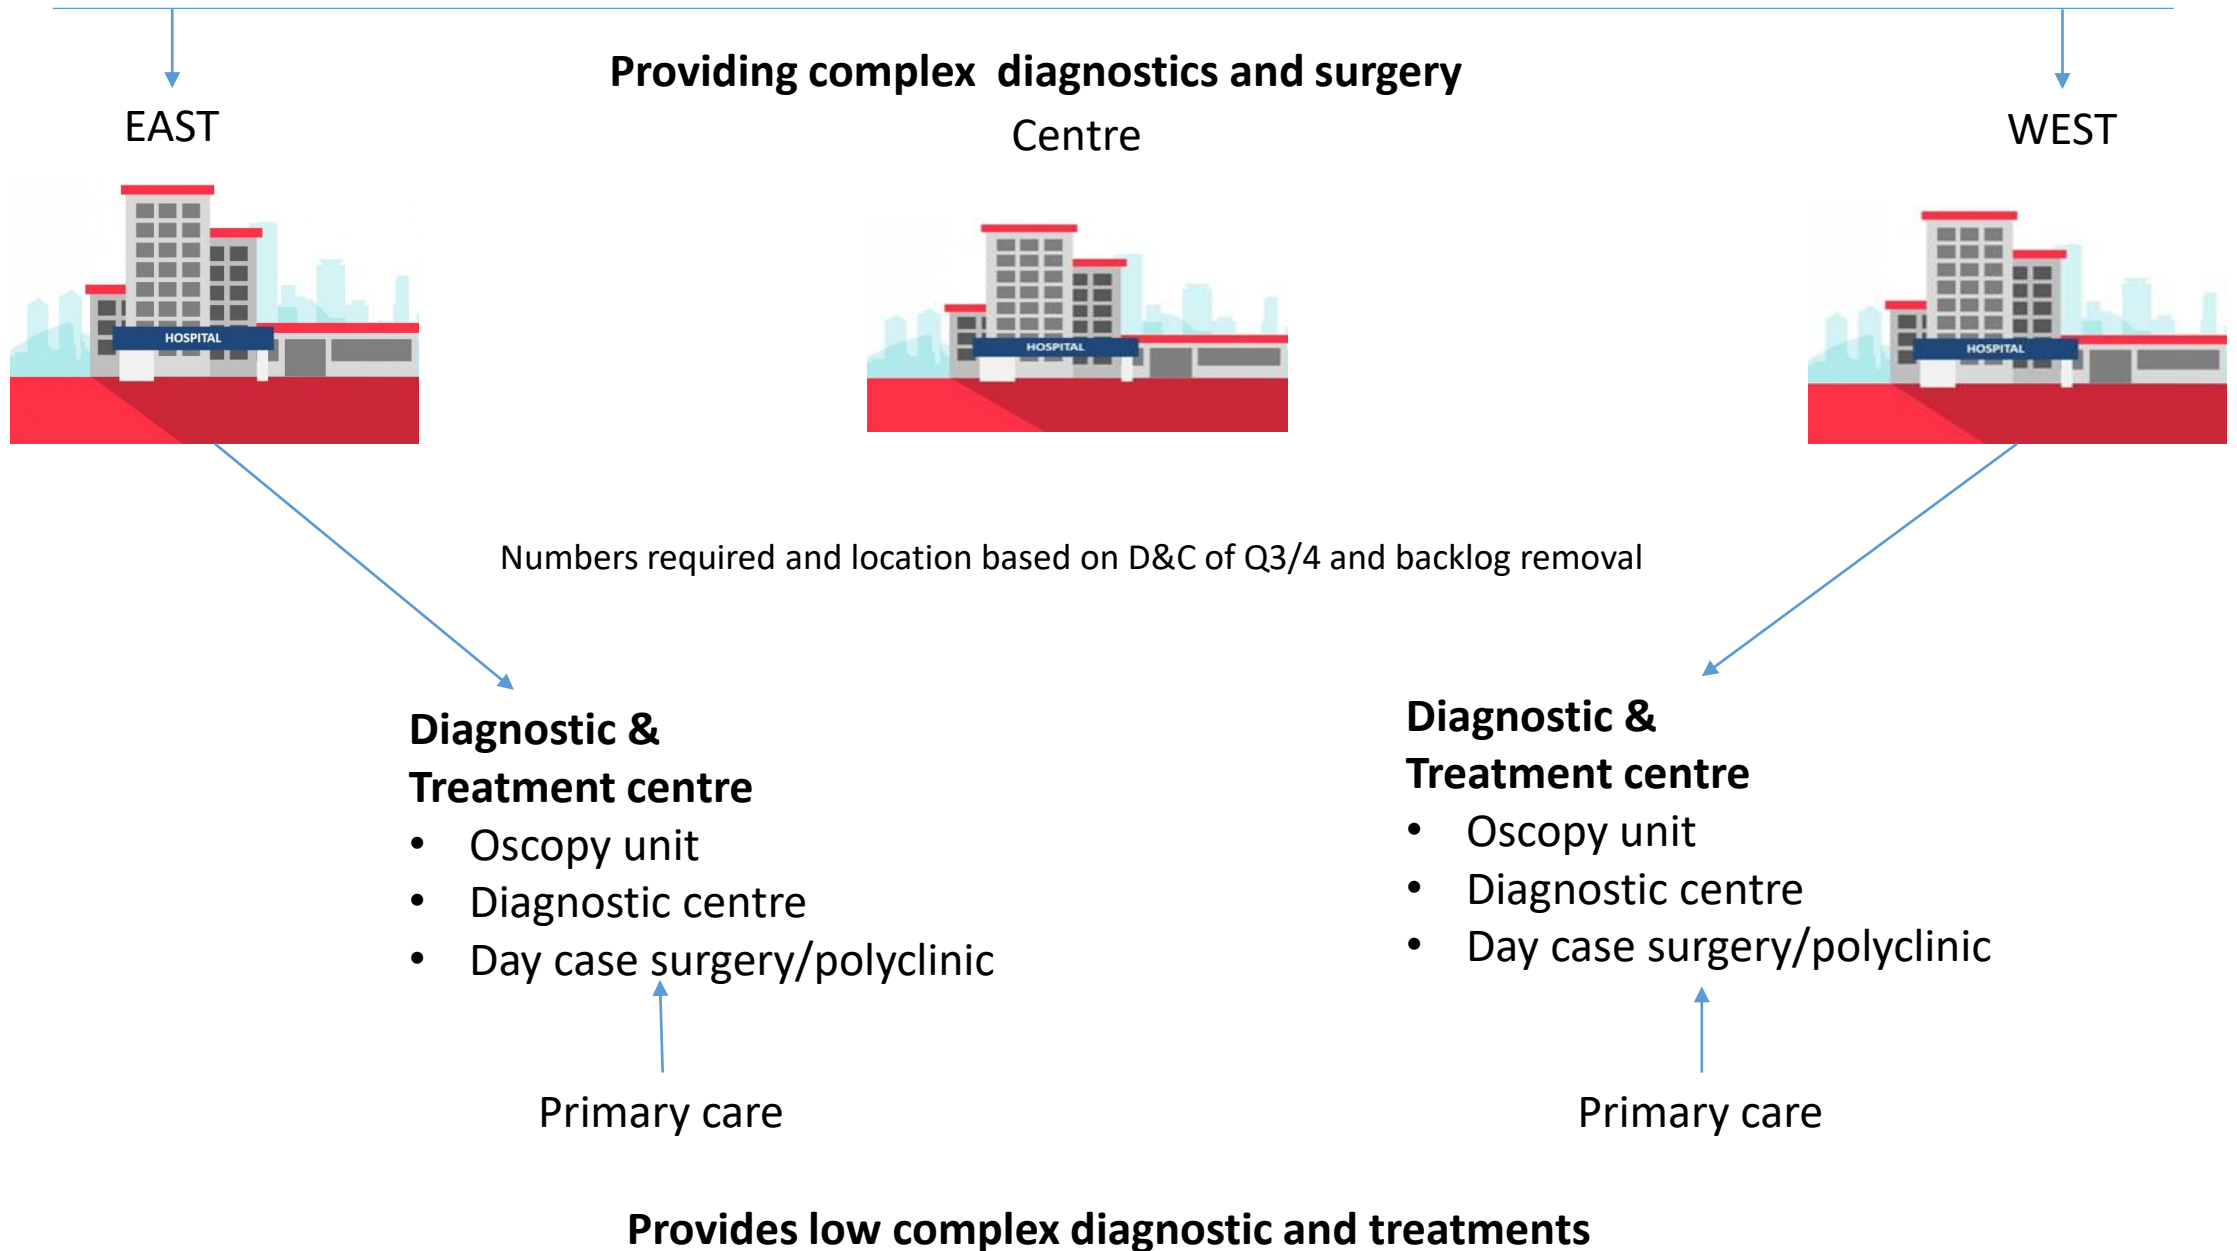 Providing complex  diagnostics and surgery
EAST
Centre
WEST
HOSPITAL
HOSPITAL
HOSPITAL
Numbers required and location based on D&C of Q3/4 and backlog removal
Diagnostic &
Treatment centre
• Oscopy unit
• Diagnostic centre
• Day case surgery/polyclinic
Primary care
Diagnostic &
Treatment centre
• Oscopy unit
• Diagnostic centre
• Day case surgery/polyclinic
Primary care
Provides low complex diagnostic and treatments